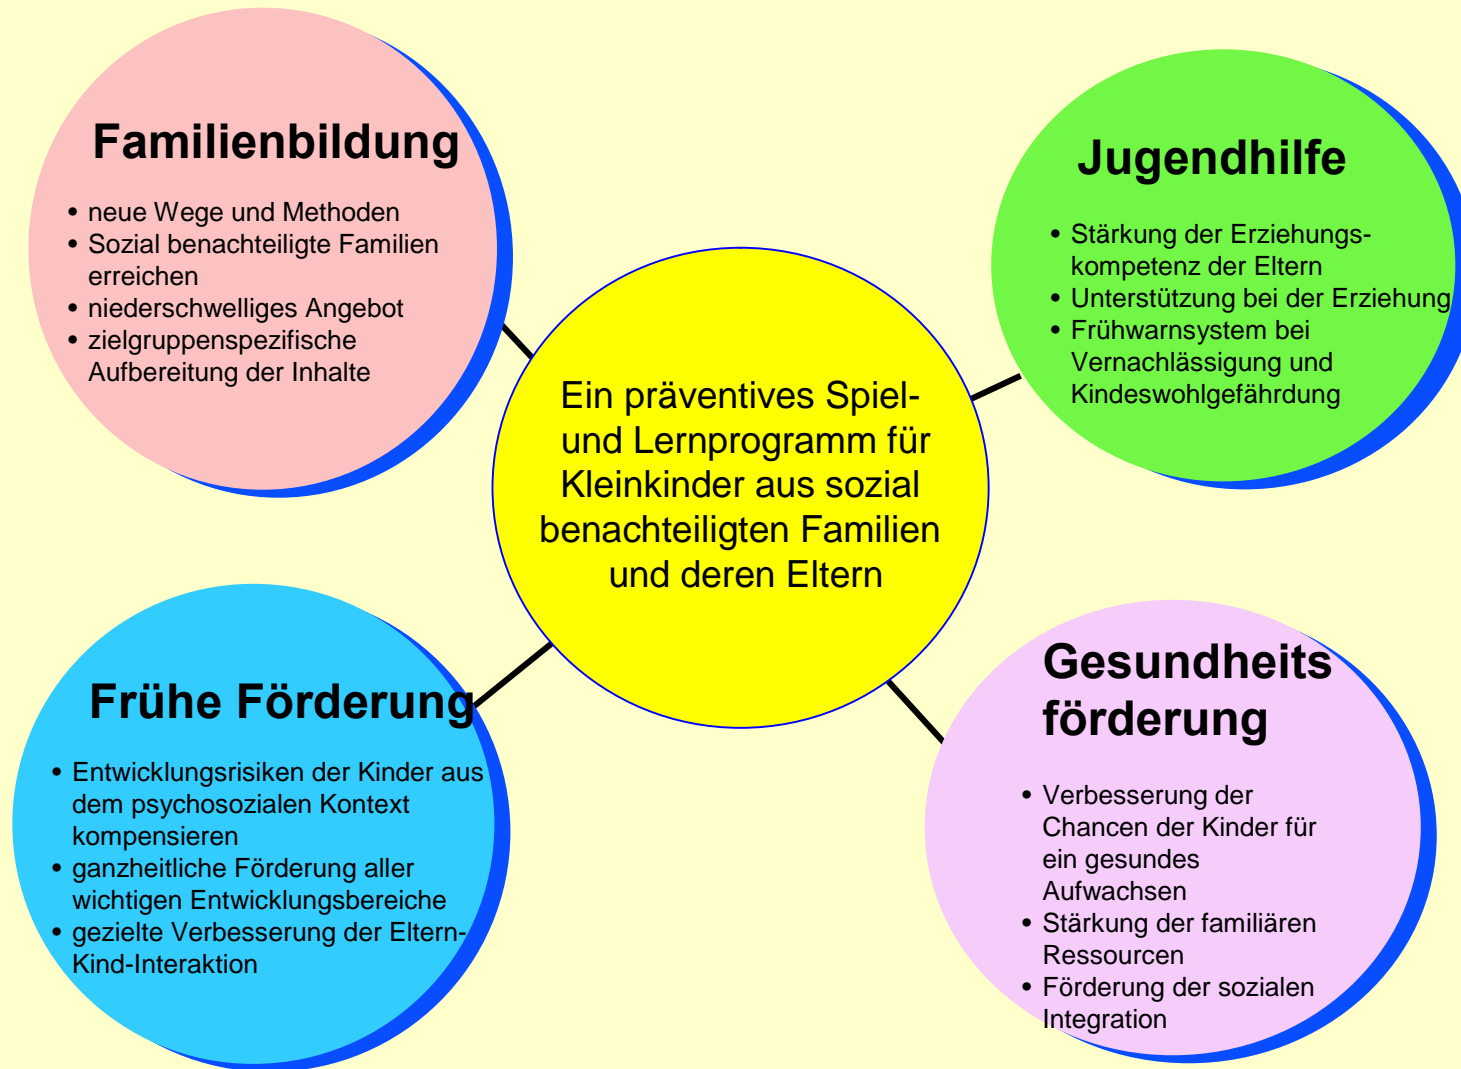 Familienbildung
• neue Wege und Methoden
• Sozial benachteiligte Familien
erreichen
• niederschwelliges Angebot
• zielgruppenspezifische
Aufbereitung der Inhalte
Jugendhilfe
• Stärkung der Erziehungs-
kompetenz der Eltern
• Unterstützung bei der Erziehung
• Frühwarnsystem bei
Vernachlässigung und
Kindeswohlgefährdung
Ein präventives Spiel-
und Lernprogramm für
Kleinkinder aus sozial
benachteiligten Familien
und deren Eltern
Frühe Förderung
• Entwicklungsrisiken der Kinder aus
dem psychosozialen Kontext
kompensieren
• ganzheitliche Förderung aller
wichtigen Entwicklungsbereiche
• gezielte Verbesserung der Eltern-
Kind-Interaktion
Gesundheits
förderung
• Verbesserung der
Chancen der Kinder für
ein gesundes
Aufwachsen
• Stärkung der familiären
Ressourcen
• Förderung der sozialen
Integration